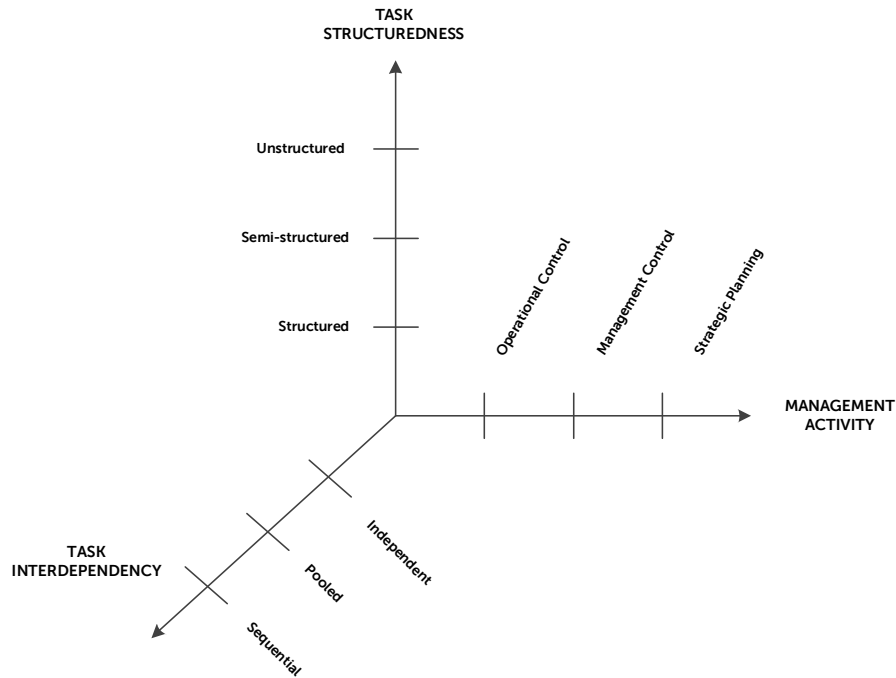 TASK
STRUCTUREDNESS
Unstructured
Semi-structured
Structured
Operational Control
Management Control
Strategic Planning
MANAGEMENT
ACTIVITY
TASK
INTERDEPENDENCY
Independent
Pooled
Sequential